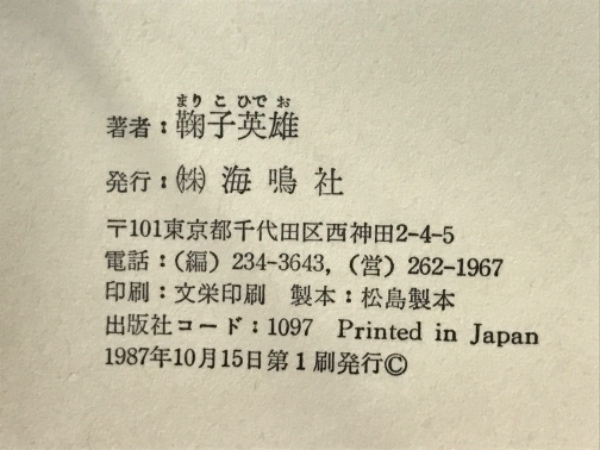 まりこひでお
著者：鞠子英雄
発行：㈱ 海鳴社
〒101東京都千代田区西神田2-4-5
電話：（編）234-3643，（営）262-1967
印刷：文栄印刷　製本：松島製本
出版社コード：1097　Printed in Japan
1987年10月15日第1刷発行©